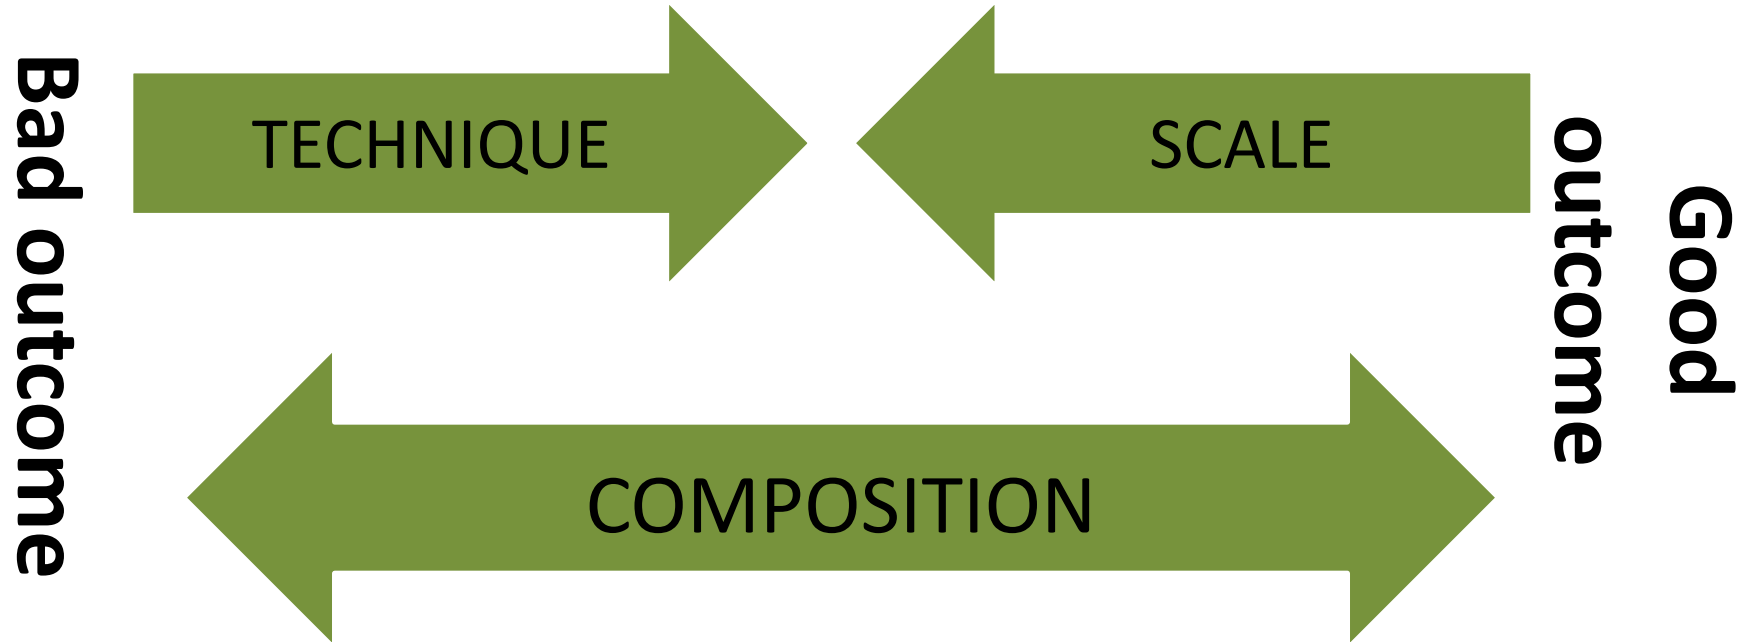 Bad outcome
TECHNIQUE
SCALE
COMPOSITION
Good
outcome